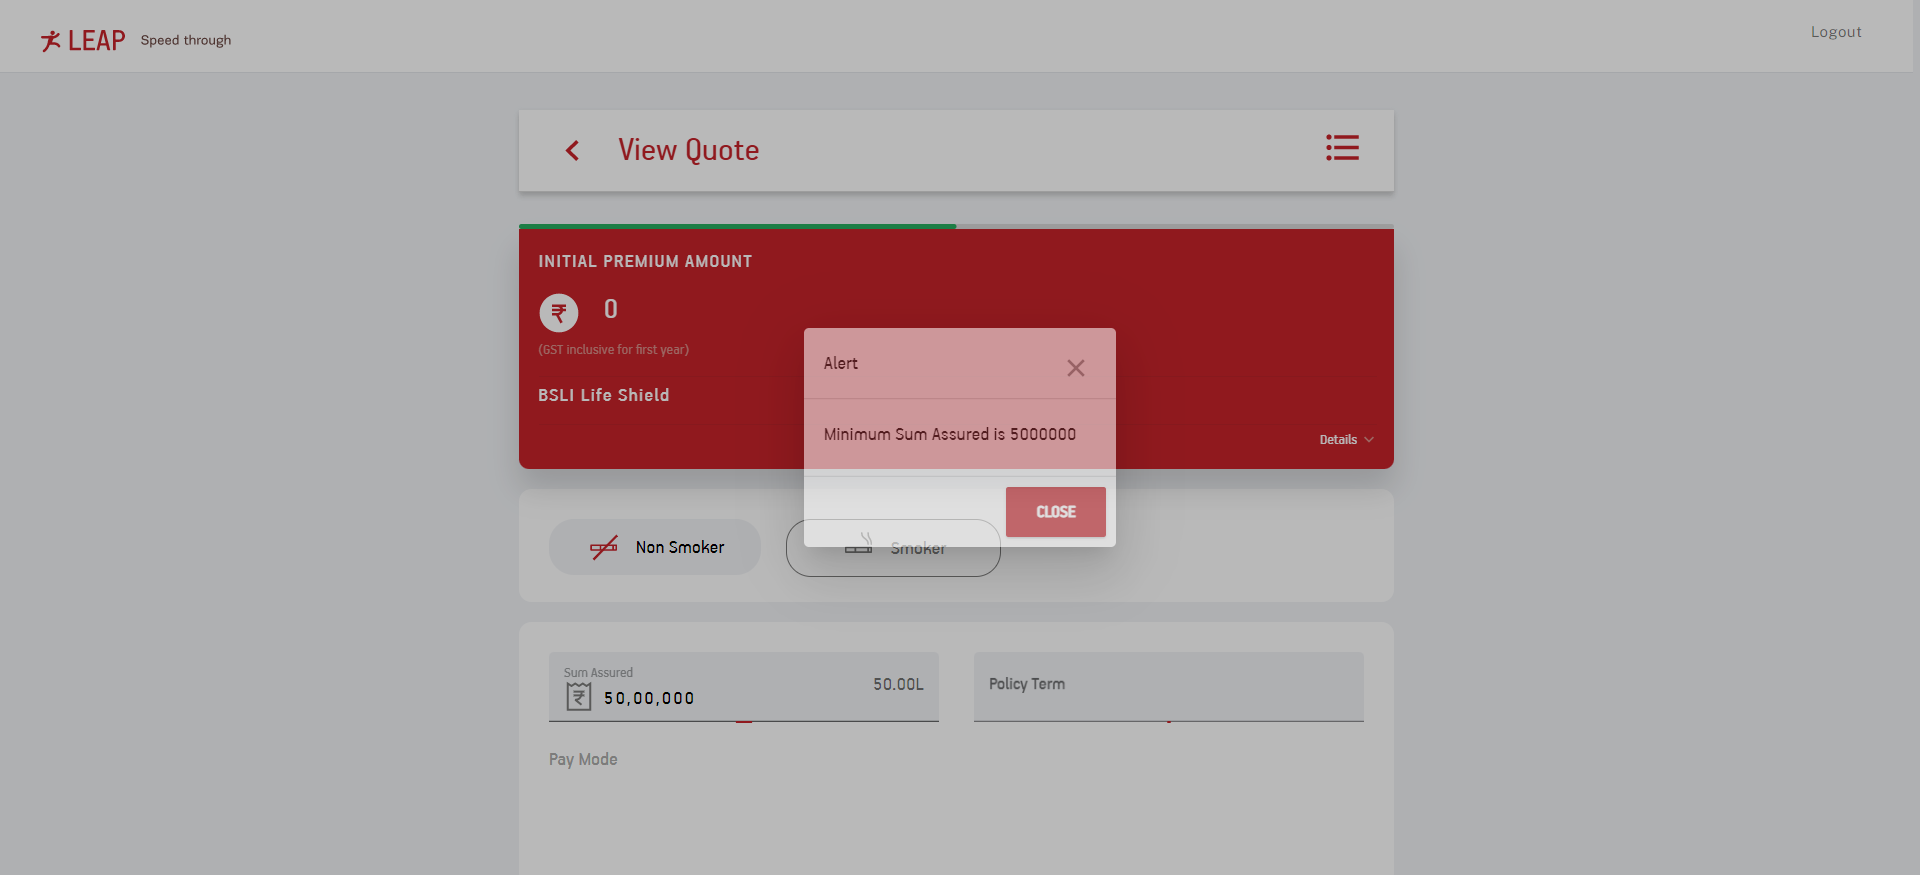 LEAP Speed through
Logout
View Quote
INITIAL PREMIUM AMOUNT
₹ 0
(GST inclusive for first year)
BSLI Life Shield
Details
Alert
Minimum Sum Assured is 5000000
CLOSE
Non Smoker
Smoker
Sum Assured
₹ 50,00,000
50.00L
Policy Term
Pay Mode